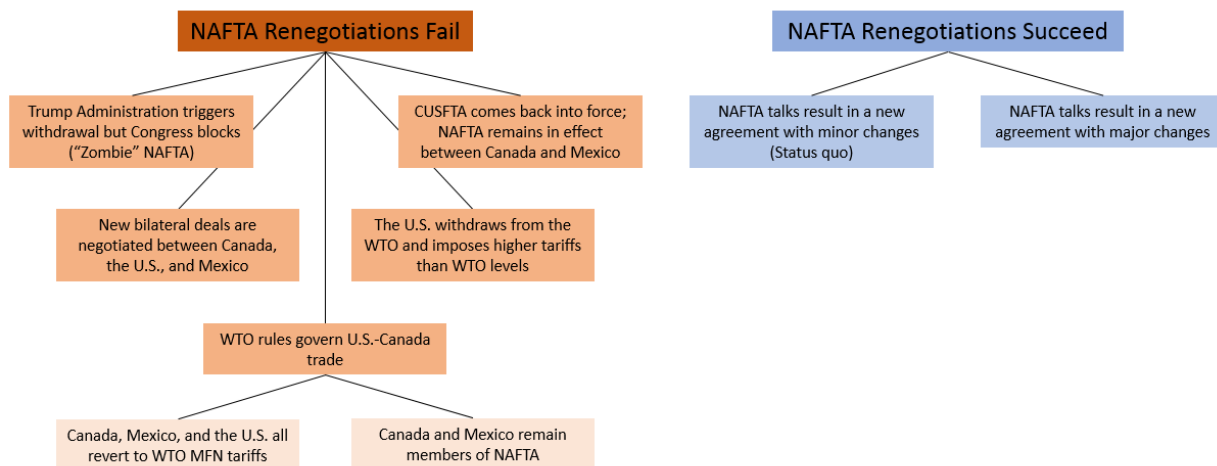 NAFTA Renegotiations Fail
NAFTA Renegotiations Succeed
Trump Administration triggers
withdrawal but Congress blocks
(“Zombie” NAFTA)
CUSFTA comes back into force;
NAFTA remains in effect
between Canada and Mexico
NAFTA talks result in a new
agreement with minor changes
(Status quo)
NAFTA talks result in a new
agreement with major changes
New bilateral deals are
negotiated between Canada,
the U.S., and Mexico
The U.S. withdraws from the
WTO and imposes higher tariffs
than WTO levels
WTO rules govern U.S.-Canada
trade
Canada, Mexico, and the U.S. all
revert to WTO MFN tariffs
Canada and Mexico remain
members of NAFTA